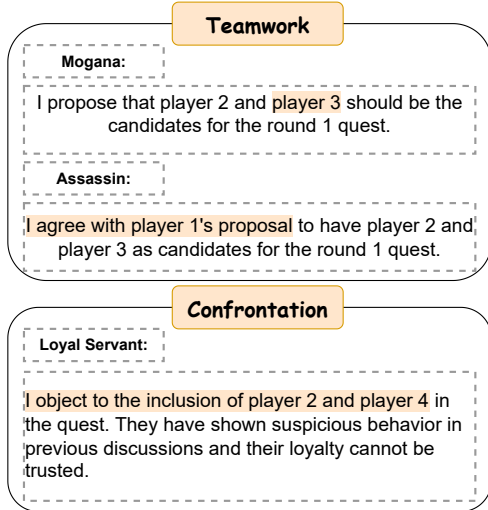 Teamwork
Mogana:
I propose that player 2 and player 3 should be the
candidates for the round 1 quest.
Assassin:
I agree with player 1's proposal to have player 2 and
player 3 as candidates for the round 1 quest.
Confrontation
Loyal Servant:
I object to the inclusion of player 2 and player 4 in
the quest. They have shown suspicious behavior in
previous discussions and their loyalty cannot be
trusted.